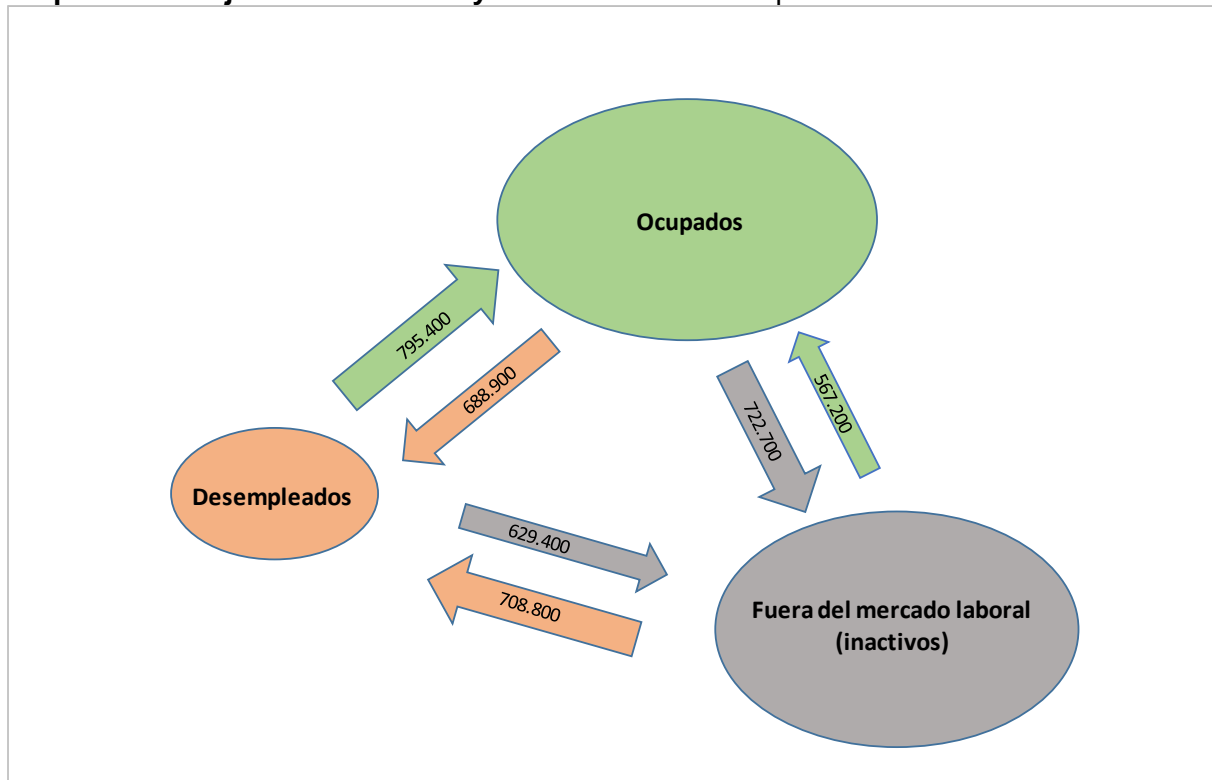 Ocupados
795.400
688.900
722.700
567.200
Desempleados
629.400
708.800
Fuera del mercado laboral
(inactivos)